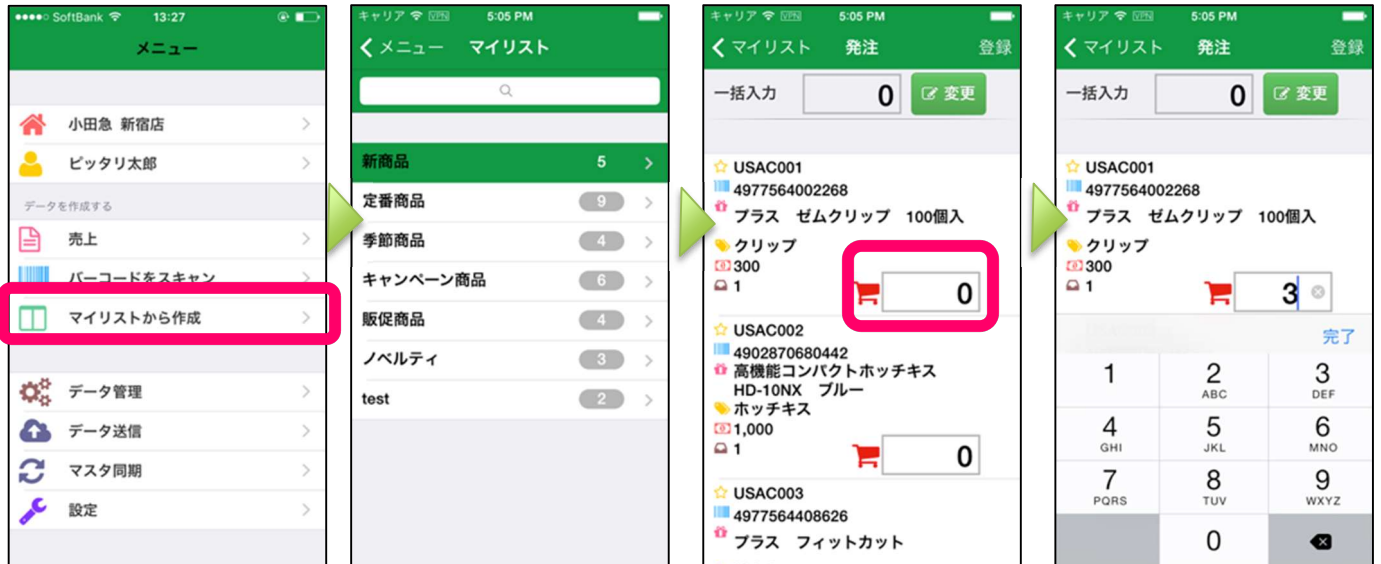 SoftBank 13:27
メニュー
小田急 新宿店
ピッタリ太郎
データを作成する
売上
バーコードをスキャン
マイリストから作成
データ管理
データ送信
マスタ同期
設定
キャリア VPN 5:05 PM
メニュー マイリスト
新商品 5
定番商品 9
季節商品 4
キャンペーン商品 6
販促商品 4
ノベルティ 3
test 2
キャリア VPN 5:05 PM
マイリスト 発注 登録
一括入力 0 変更
USAC001
4977564002268
プラス ゼムクリップ 100個入
クリップ
300
1 0
USAC002
4902870680442
高機能コンパクトホッチキス
HD-10NX ブルー
ホッチキス
1,000
1 0
USAC003
4977564408626
プラス フィットカット
キャリア VPN 5:05 PM
マイリスト 発注 登録
一括入力 0 変更
USAC001
4977564002268
プラス ゼムクリップ 100個入
クリップ
300
1 3
完了
1 2 3
ABC DEF
4 5 6
GHI JKL MNO
7 8 9
PQRS TUV WXYZ
0